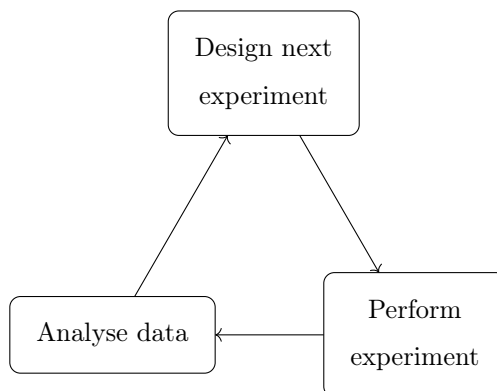 Design next
experiment
Analyse data
Perform
experiment